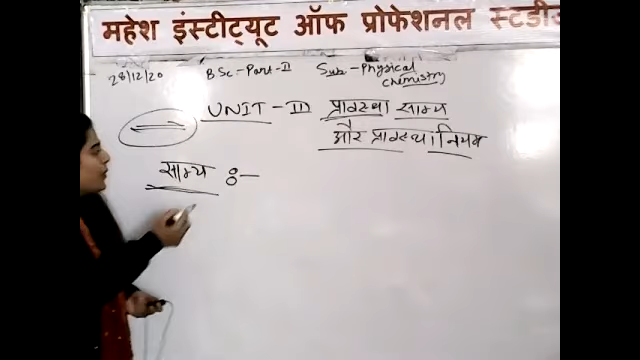 महेश इंस्टीट्यूट ऑफ प्रोफेशनल स्टडीज
28/12/20 BSc.-Part-II Sub-Physical Chemistry
UNIT-III प्रावस्था साम्य
और प्रावस्था नियम
साम्य :-